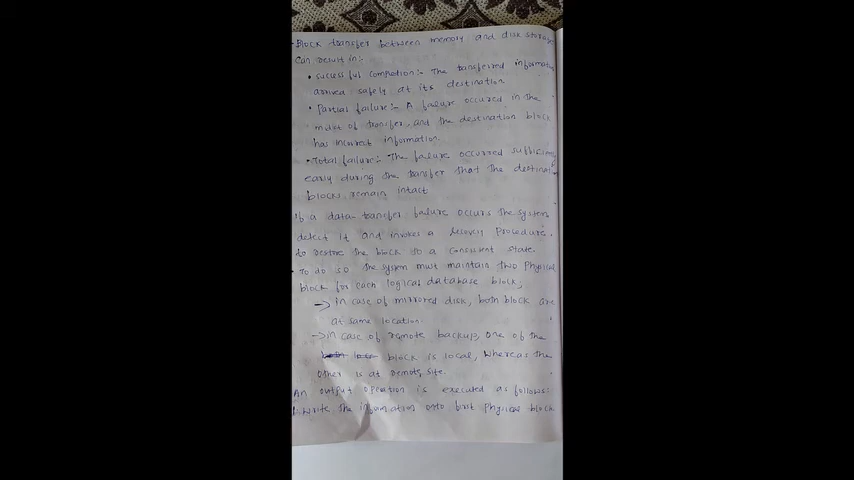 Block transfer between memory and disk storage
can result in:-
• successful completion:- The transferred informatio
arrived safely at its destination
• Partial failure:- A failure occured in the
midst of transfer, and the destination block
has incorrect information.
• Total failure:- The failure occurred sufficiently
early during the transfer that the destinati
blocks remain intact
If a data-transfer failure occurs the system
detect it and invokes a recovery Procedure.
to restore the block to a consistent state.
• To do so the system must maintain two physical
block for each logical database block;
→ in case of mirrored disk, both block are
at same location.
→ in case of remote backup, one of the
block is local, whereas the
other is at remote site.
An output operation is executed as follows:
1. Write the information onto first physical block